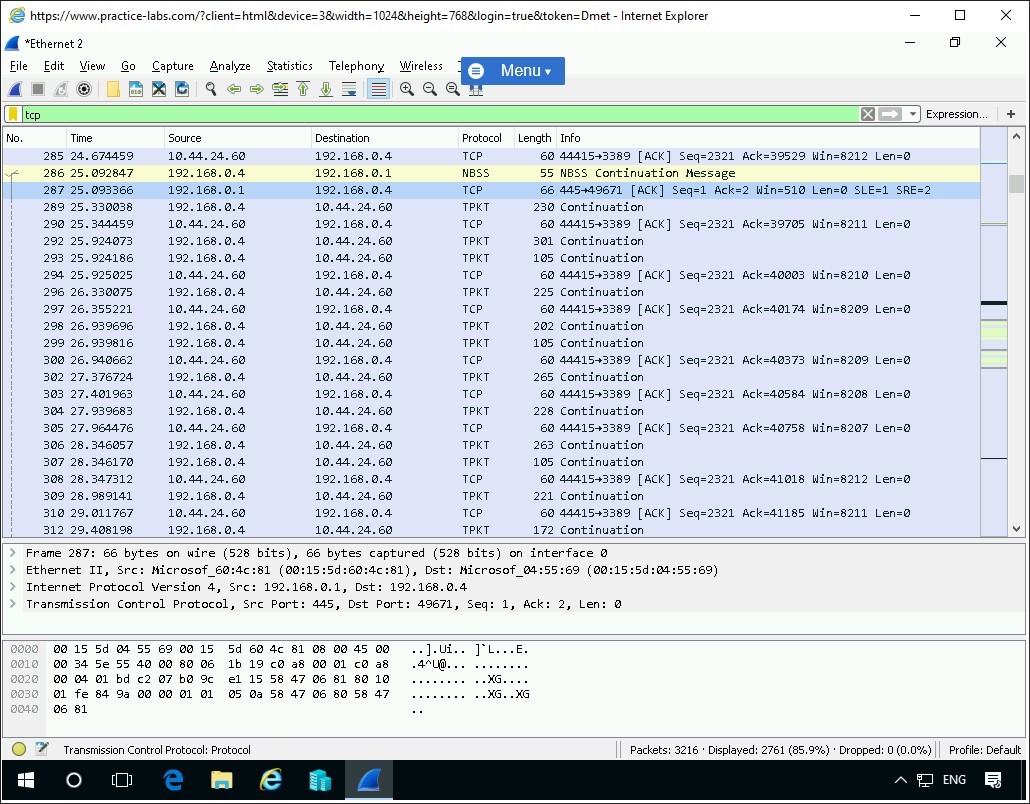 https://www.practice-labs.com/?client=html&device=3&width=1024&height=768&login=true&token=Dmet - Internet Explorer
*Ethernet 2
File Edit View Go Capture Analyze Statistics Telephony Wireless
Menu
tcp Expression... +
No. Time Source Destination Protocol Length Info
285 24.674459 10.44.24.60 192.168.0.4 TCP 60 44415→3389 [ACK] Seq=2321 Ack=39529 Win=8212 Len=0
286 25.092847 192.168.0.4 192.168.0.1 NBSS 55 NBSS Continuation Message
287 25.093366 192.168.0.1 192.168.0.4 TCP 66 445→49671 [ACK] Seq=1 Ack=2 Win=510 Len=0 SLE=1 SRE=2
289 25.330038 192.168.0.4 10.44.24.60 TPKT 230 Continuation
290 25.344459 10.44.24.60 192.168.0.4 TCP 60 44415→3389 [ACK] Seq=2321 Ack=39705 Win=8211 Len=0
292 25.924073 192.168.0.4 10.44.24.60 TPKT 301 Continuation
293 25.924186 192.168.0.4 10.44.24.60 TPKT 105 Continuation
294 25.925025 10.44.24.60 192.168.0.4 TCP 60 44415→3389 [ACK] Seq=2321 Ack=40003 Win=8210 Len=0
296 26.330075 192.168.0.4 10.44.24.60 TPKT 225 Continuation
297 26.355221 10.44.24.60 192.168.0.4 TCP 60 44415→3389 [ACK] Seq=2321 Ack=40174 Win=8209 Len=0
298 26.939696 192.168.0.4 10.44.24.60 TPKT 202 Continuation
299 26.939816 192.168.0.4 10.44.24.60 TPKT 105 Continuation
300 26.940662 10.44.24.60 192.168.0.4 TCP 60 44415→3389 [ACK] Seq=2321 Ack=40373 Win=8209 Len=0
302 27.376724 192.168.0.4 10.44.24.60 TPKT 265 Continuation
303 27.401963 10.44.24.60 192.168.0.4 TCP 60 44415→3389 [ACK] Seq=2321 Ack=40584 Win=8208 Len=0
304 27.939683 192.168.0.4 10.44.24.60 TPKT 228 Continuation
305 27.964476 10.44.24.60 192.168.0.4 TCP 60 44415→3389 [ACK] Seq=2321 Ack=40758 Win=8207 Len=0
306 28.346057 192.168.0.4 10.44.24.60 TPKT 263 Continuation
307 28.346170 192.168.0.4 10.44.24.60 TPKT 105 Continuation
308 28.347312 10.44.24.60 192.168.0.4 TCP 60 44415→3389 [ACK] Seq=2321 Ack=41018 Win=8212 Len=0
309 28.989141 192.168.0.4 10.44.24.60 TPKT 221 Continuation
310 29.011767 10.44.24.60 192.168.0.4 TCP 60 44415→3389 [ACK] Seq=2321 Ack=41185 Win=8211 Len=0
312 29.408198 192.168.0.4 10.44.24.60 TPKT 172 Continuation
Frame 287: 66 bytes on wire (528 bits), 66 bytes captured (528 bits) on interface 0
Ethernet II, Src: Microsof_60:4c:81 (00:15:5d:60:4c:81), Dst: Microsof_04:55:69 (00:15:5d:04:55:69)
Internet Protocol Version 4, Src: 192.168.0.1, Dst: 192.168.0.4
Transmission Control Protocol, Src Port: 445, Dst Port: 49671, Seq: 1, Ack: 2, Len: 0
0000 00 15 5d 04 55 69 00 15 5d 60 4c 81 08 00 45 00 ..].Ui.. ]`L...E.
0010 00 34 5e 55 40 00 80 06 1b 19 c0 a8 00 01 c0 a8 .4^U@... ........
0020 00 04 01 bd c2 07 b0 9c e1 15 58 47 06 81 80 10 ........ ..XG....
0030 01 fe 84 9a 00 00 01 01 05 0a 58 47 06 80 58 47 ........ ..XG..XG
0040 06 81 ..
Transmission Control Protocol: Protocol Packets: 3216 · Displayed: 2761 (85.9%) · Dropped: 0 (0.0%) Profile: Default
ENG